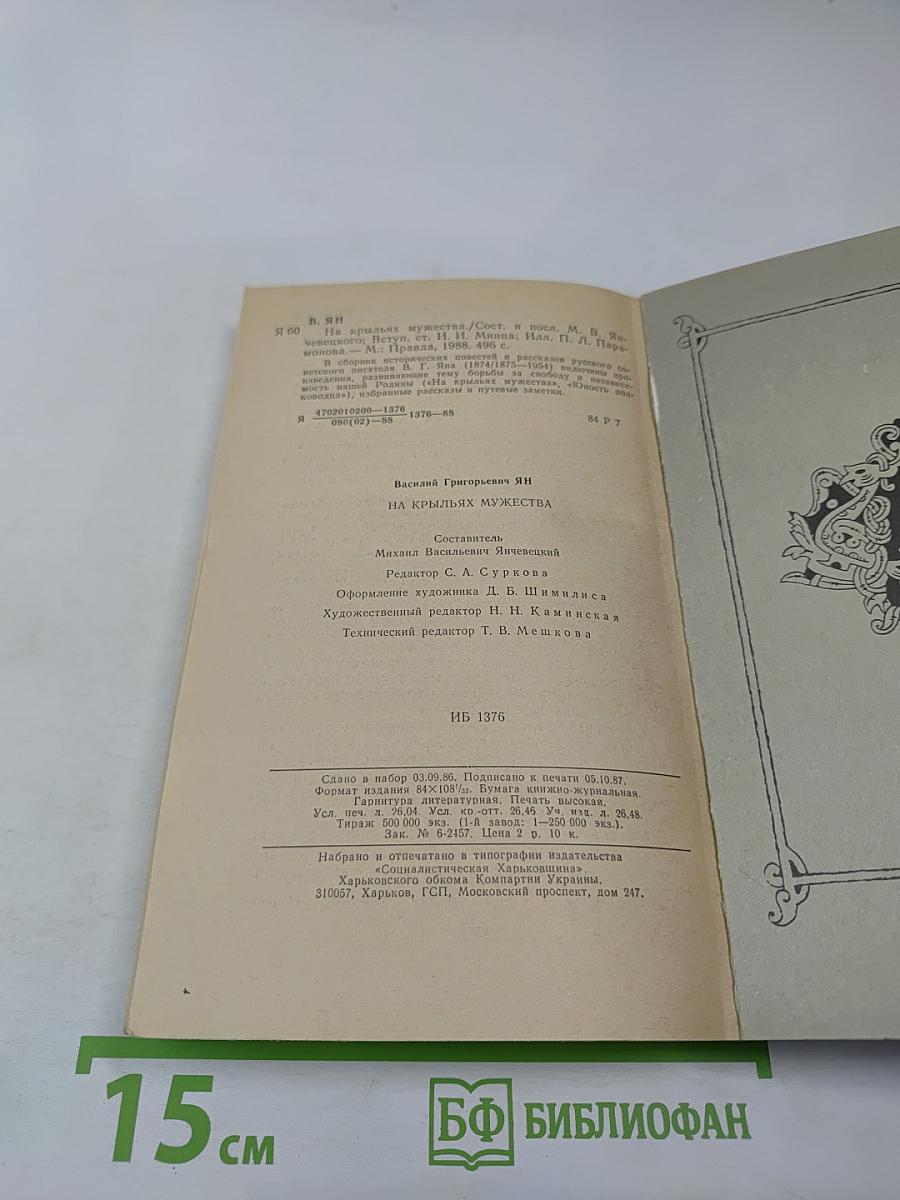 В. ЯН
Я 60 На крыльях мужества./Сост. и посл. М. В. Ян-
чевецкого; Вступ. ст. И. И. Минца; Илл. П. Л. Пара-
монова.— М.: Правда, 1988. 496 с.
В сборник исторических повестей и рассказов русского со-
ветского писателя В. Г. Яна (1874/1875—1954) включены про-
изведения, развивающие тему борьбы за свободу и независи-
мость нашей Родины («На крыльях мужества», «Юность пол-
ководца»), избранные рассказы и путевые заметки.
Я 4702010200—1376 1376—88
080(02)—88
84 Р 7
Василий Григорьевич ЯН
НА КРЫЛЬЯХ МУЖЕСТВА
Составитель
Михаил Васильевич Янчевецкий
Редактор С. А. Суркова
Оформление художника Д. Б. Шимилиса
Художественный редактор Н. Н. Каминская
Технический редактор Т. В. Мешкова
ИБ 1376
Сдано в набор 03.09.86. Подписано к печати 05.10.87.
Формат издания 84×108¹/₃₂. Бумага книжно-журнальная.
Гарнитура литературная. Печать высокая.
Усл. печ. л. 26,04. Усл. кр.-отт. 26,46. Уч. изд. л. 26,48.
Тираж 500 000 экз. (1-й завод: 1—250 000 экз.).
Зак. № 6-2457. Цена 2 р. 10 к.
Набрано и отпечатано в типографии издательства
«Социалистическая Харьковщина»
Харьковского обкома Компартии Украины.
310057, Харьков, ГСП, Московский проспект, дом 247.
15 см
БФ БИБЛИОФАН